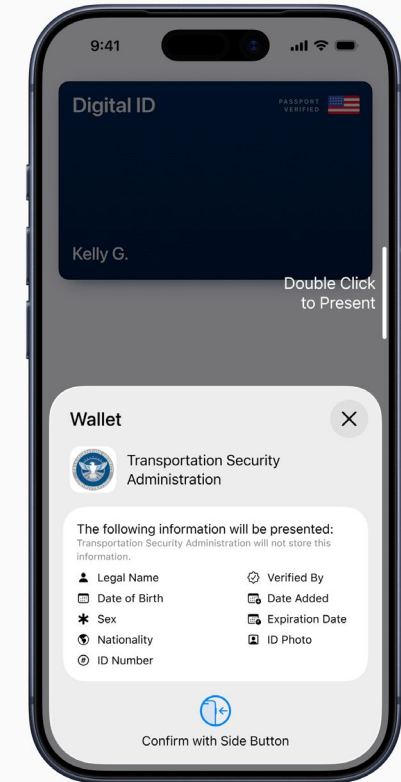 9:41
Digital ID
PASSPORT
VERIFIED
Kelly G.
Double Click
to Present
Wallet
Transportation Security
Administration
The following information will be presented:
Transportation Security Administration will not store this
information.
Legal Name
Date of Birth
Sex
Nationality
ID Number
Verified By
Date Added
Expiration Date
ID Photo
Confirm with Side Button